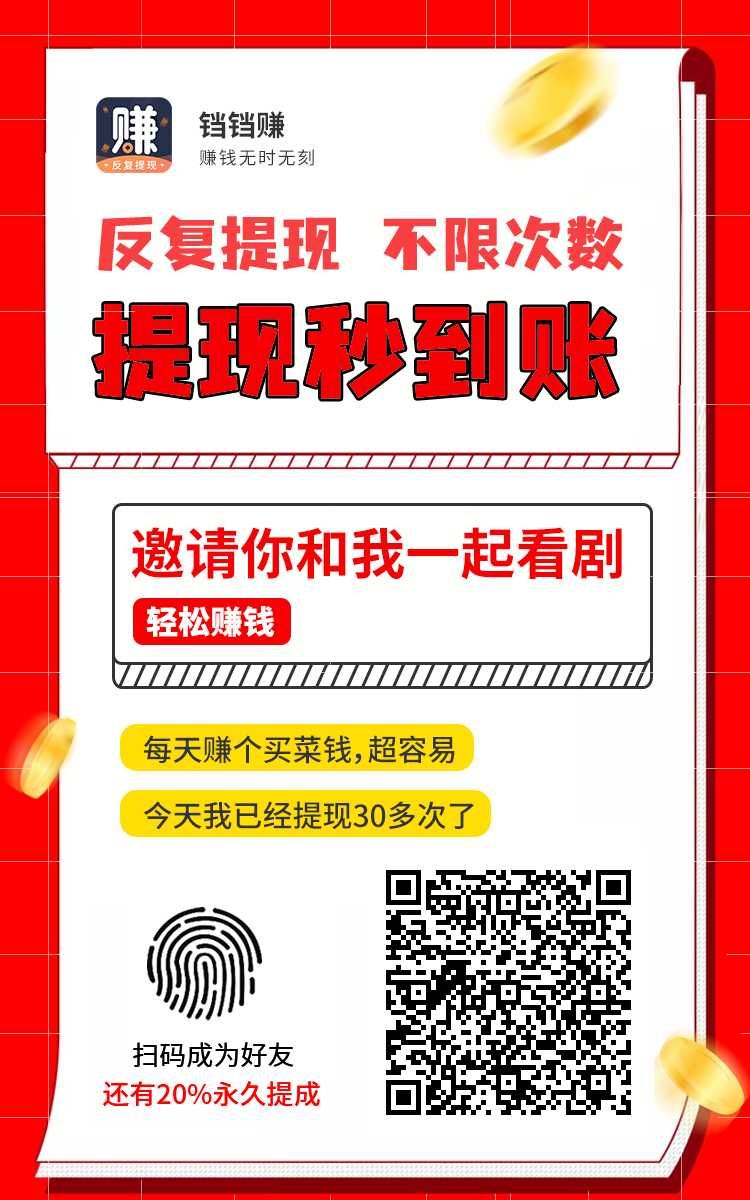 赚
反复提现
铛铛赚
赚钱无时无刻
反复提现 不限次数
提现秒到账
邀请你和我一起看剧
轻松赚钱
每天赚个买菜钱，超容易
今天我已经提现30多次了
扫码成为好友
还有20%永久提成